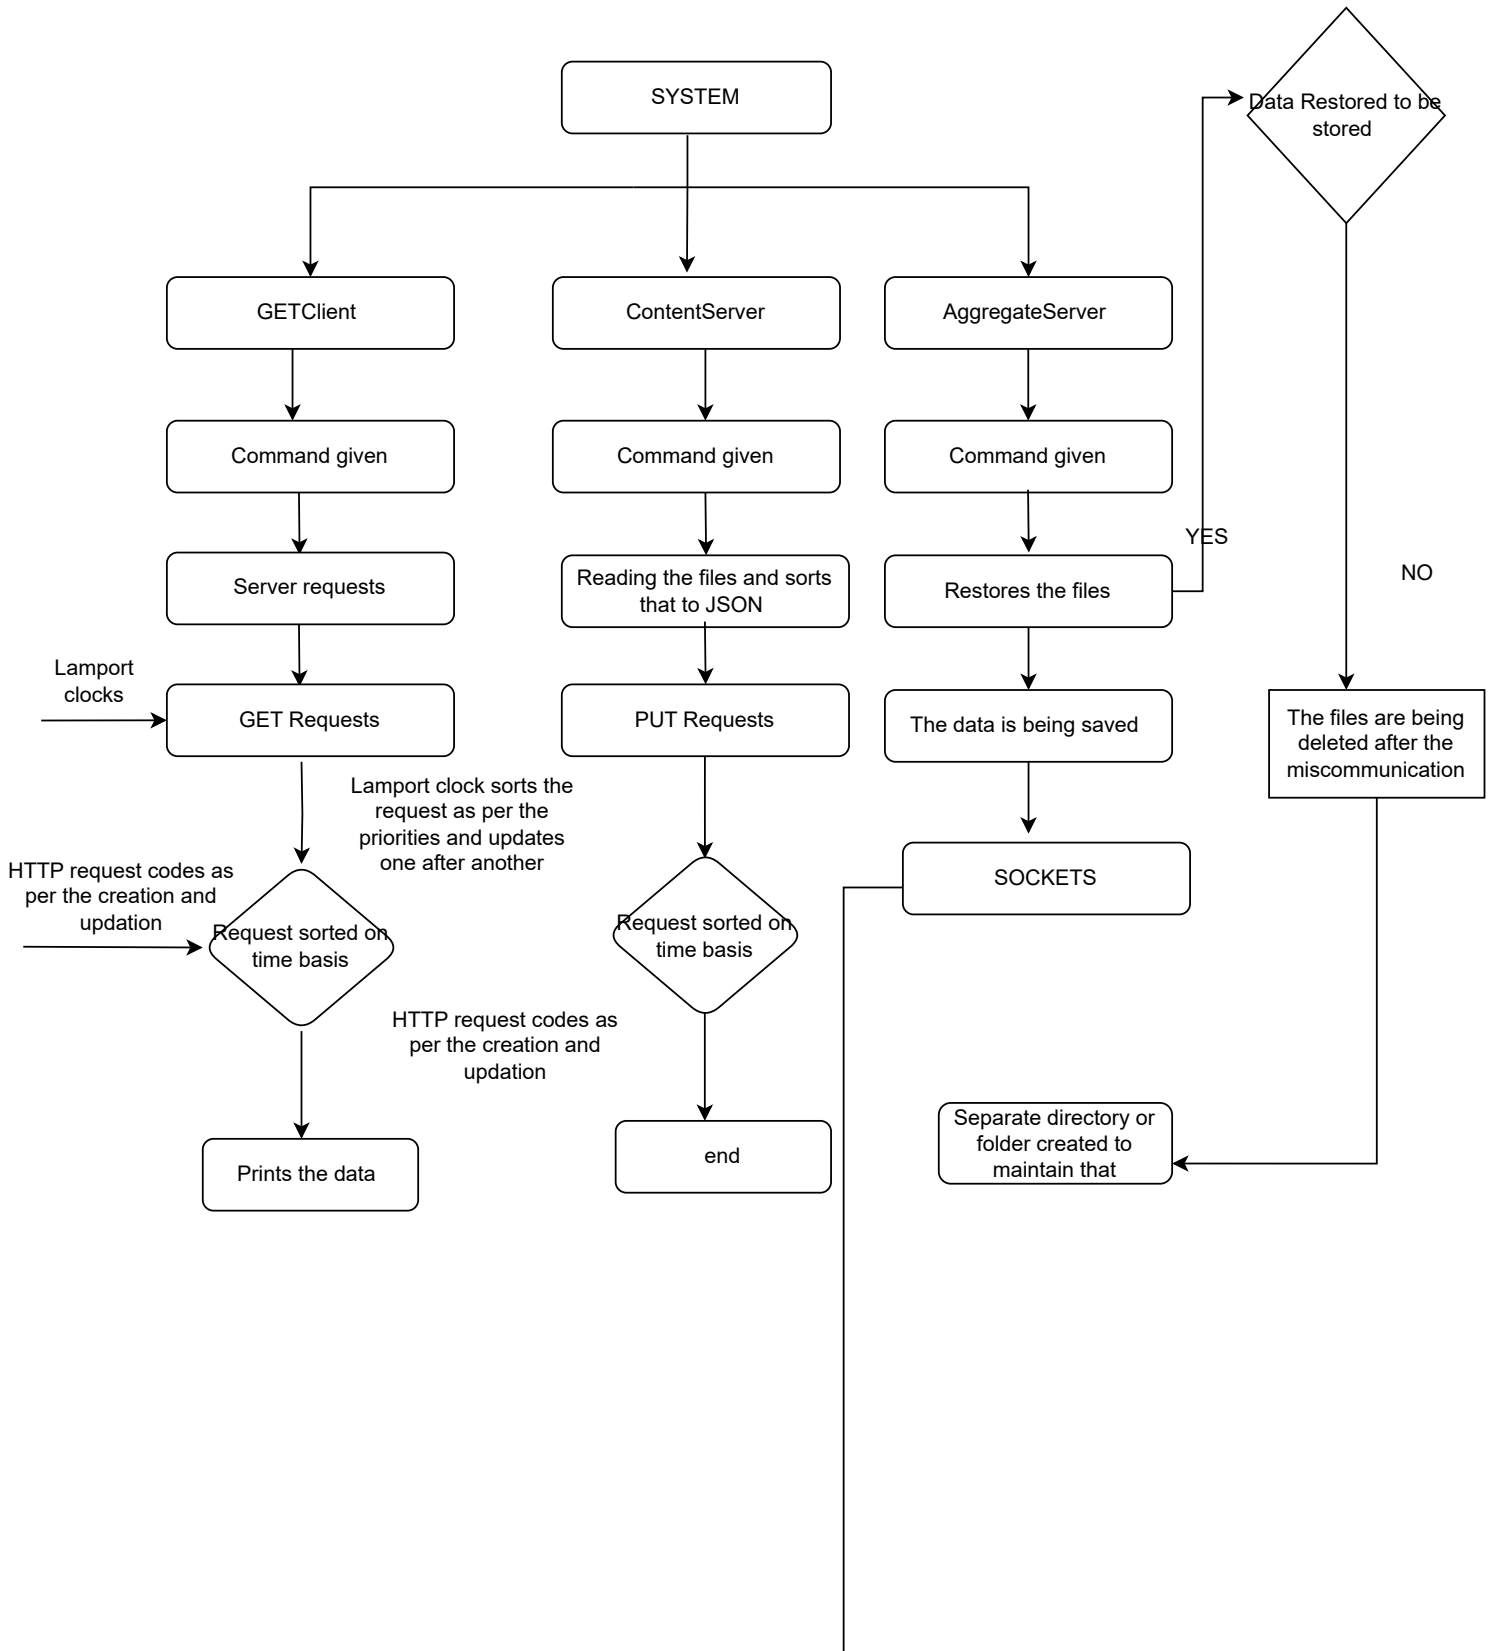 SYSTEM
Data Restored to be
stored
GETClient
ContentServer
AggregateServer
Command given
Command given
Command given
YES
NO
Server requests
Reading the files and sorts
that to JSON
Restores the files
Lamport
clocks
GET Requests
PUT Requests
The data is being saved
The files are being
deleted after the
miscommunication
Lamport clock sorts the
request as per the
priorities and updates
one after another
HTTP request codes as
per the creation and
updation
Request sorted on
time basis
Request sorted on
time basis
SOCKETS
HTTP request codes as
per the creation and
updation
Prints the data
end
Separate directory or
folder created to
maintain that